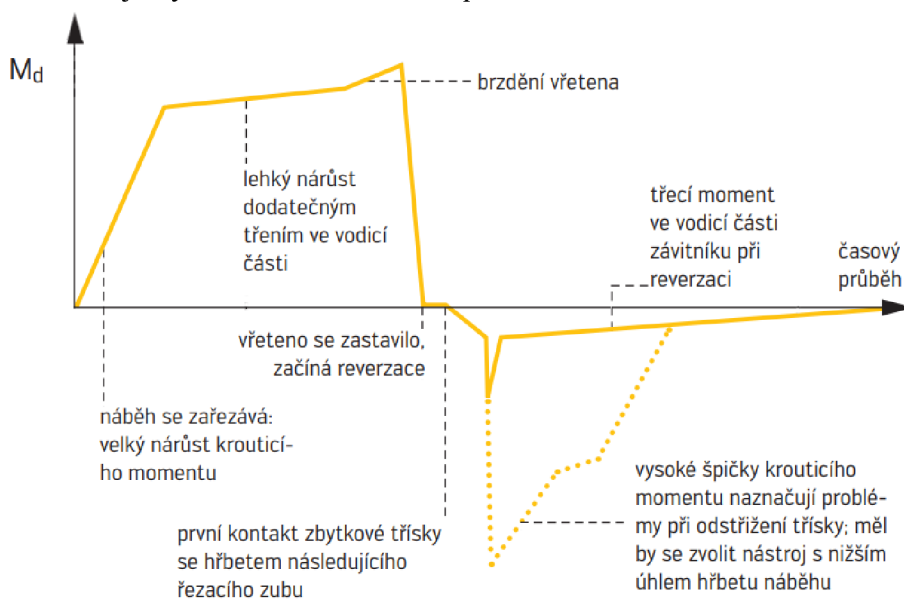 M_d
brzdění vřetena
lehký nárůst
dodatečným
třením ve vodicí
části
třecí moment
ve vodicí části
závitníku při
reverzaci
časový
průběh
vřeteno se zastavilo,
začíná reverzace
náběh se zařezává:
velký nárůst kroutící-
ho momentu
první kontakt zbytkové třísky
se hřbetem následujícího
řezacího zubu
vysoké špičky krouticího
momentu naznačují problé-
my při odstřižení třísky; měl
by se zvolit nástroj s nižším
úhlem hřbetu náběhu